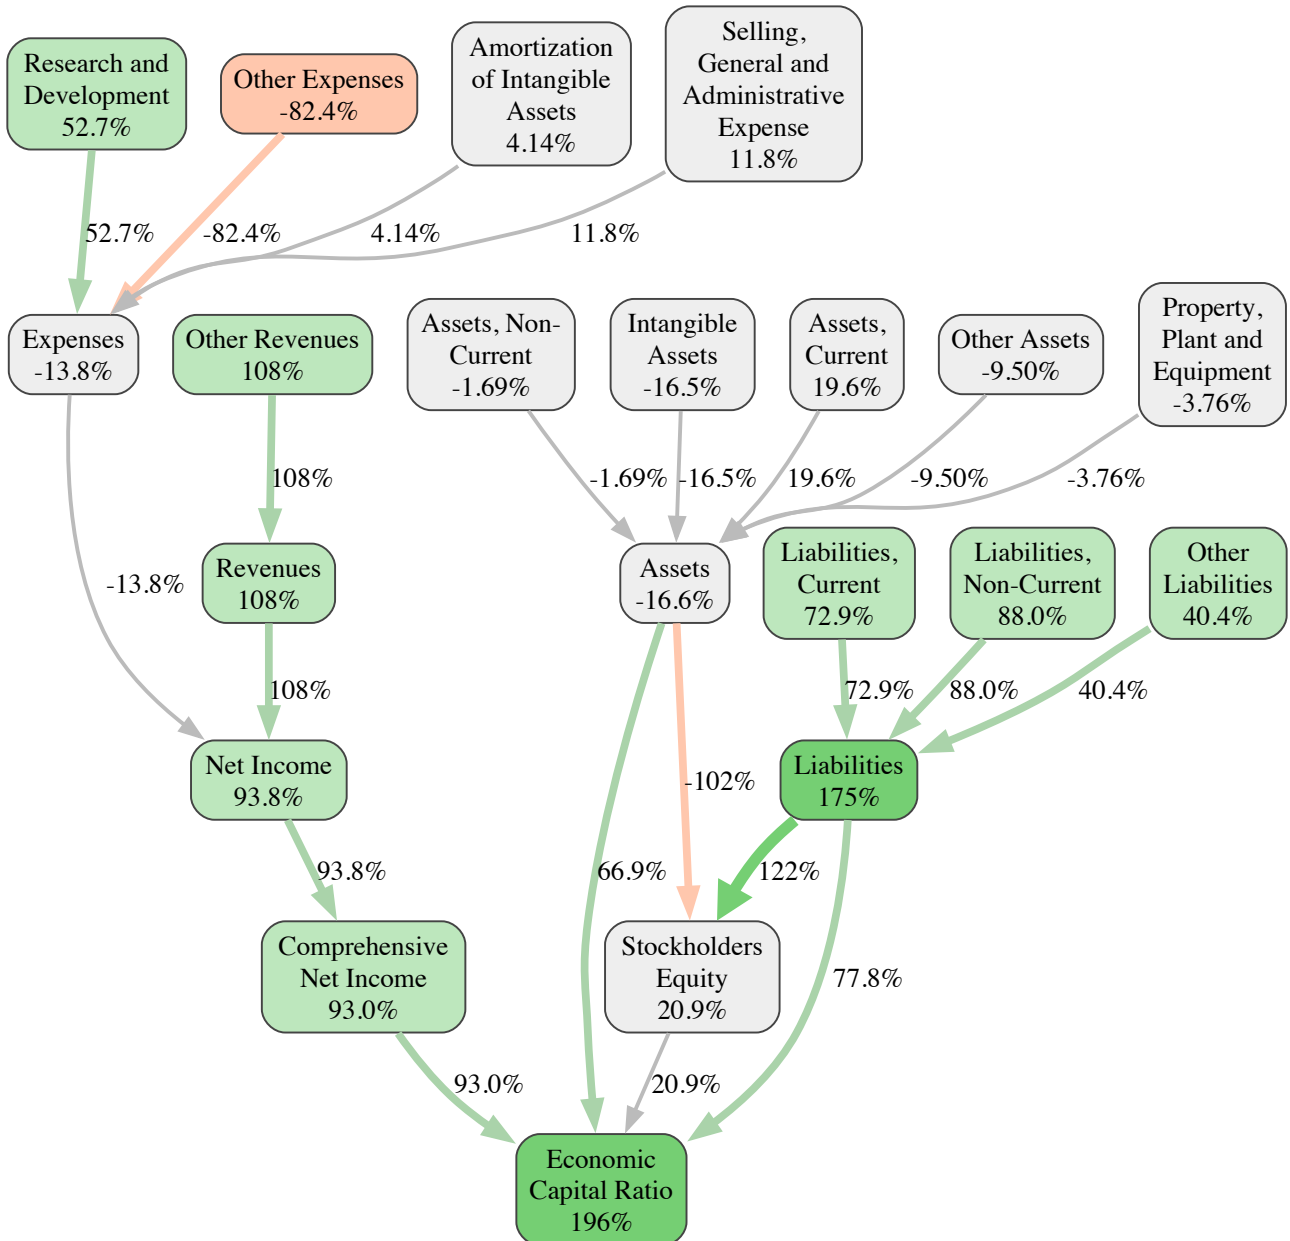 Research and
Development
52.7%
Other Expenses
-82.4%
Amortization
of Intangible
Assets
4.14%
Selling,
General and
Administrative
Expense
11.8%
52.7%
-82.4%
4.14%
11.8%
Expenses
-13.8%
Other Revenues
108%
Assets, Non-
Current
-1.69%
Intangible
Assets
-16.5%
Assets,
Current
19.6%
Other Assets
-9.50%
Property,
Plant and
Equipment
-3.76%
108%
-1.69%
-16.5%
19.6%
-9.50%
-3.76%
-13.8%
Revenues
108%
Assets
-16.6%
Liabilities,
Current
72.9%
Liabilities,
Non-Current
88.0%
Other
Liabilities
40.4%
108%
72.9%
88.0%
40.4%
Net Income
93.8%
-102%
Liabilities
175%
93.8%
66.9%
122%
Comprehensive
Net Income
93.0%
Stockholders
Equity
20.9%
77.8%
93.0%
20.9%
Economic
Capital Ratio
196%